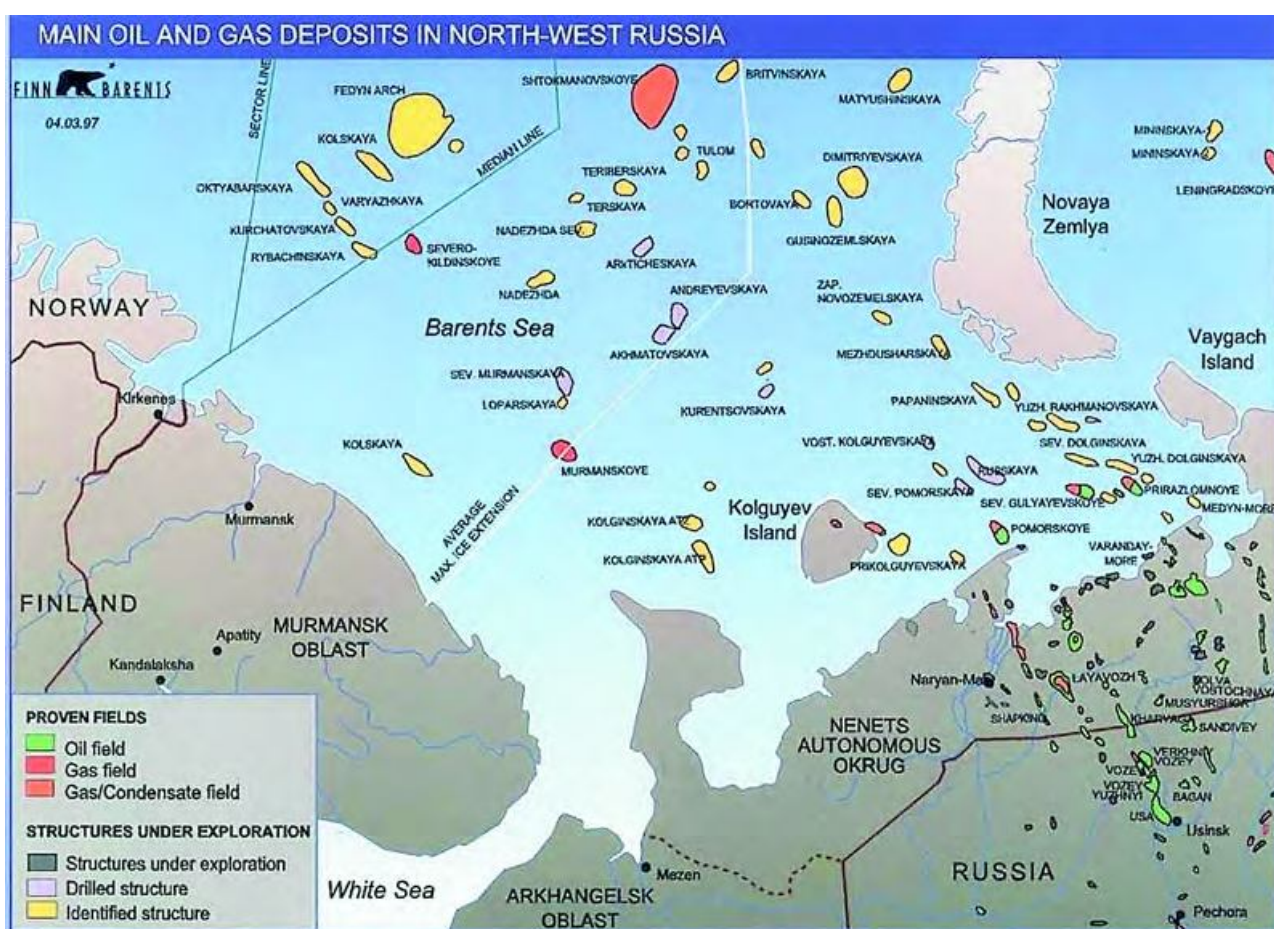 MAIN OIL AND GAS DEPOSITS IN NORTH-WEST RUSSIA
FINN BARENTS
04.03.97
SECTOR LINE
FEDYN ARCH
KOLSKAYA
MEDIAN LINE
OKTYABARSKAYA
VARYAZHKAYA
KURCHATOVSKAYA
RYBACHINSKAYA
SEVERO-
KILDINSKOYE
SHTOKMANOVSKOYE
BRITVINSKAYA
MATYUSHINSKAYA
TULOM
TERIBERSKAYA
TERSKAYA
NADEZHDA SEV.
NADEZHDA
DIMITRIYEVSKAYA
BORTOVAYA
GUSINOZEMLSKAYA
ARKTICHESKAYA
ANDREYEVSKAYA
AKHMATOVSKAYA
ZAP.
NOVOZEMELSKAYA
MEZHDUSHARSKAYA
MININSKAYA
MININSKAYA
LENINGRADSKOYE
Novaya
Zemlya
NORWAY
Barents Sea
Vaygach
Island
Kirkenes
SEV. MURMANSKAYA
LOPARSKAYA
KURENTSOVSKAYA
PAPANINSKAYA
YUZH. RAKHMANOVSKAYA
KOLSKAYA
MURMANSKOYE
VOST. KOLGUYEVSKAYA
SEV. DOLGINSKAYA
YUZH. DOLGINSKAYA
SEV. POMORSKAYA
SEV. GULYAYEVSKOYE
PRIRAZLOMNOYE
MEDYN-MORE
Murmansk
AVERAGE
MAX. ICE EXTENSION
KOLGINSKAYA ATP
KOLGINSKAYA ATP
Kolguyev
Island
PRIKOLGUYEVSKAYA
POMORSKOYE
VARANDAY-
MORE
FINLAND
MURMANSK
OBLAST
Apatity
Kandalaksha
Naryan-Mar
LAYAVOZH
VOSTOCHNAYA
MUSYURSHOR
SHAPKINO
KHARYAGA
SANDIVEY
NENETS
AUTONOMOUS
OKRUG
VERKHNIY
VOZEY
VOZEY
VOZEY
YUZHNYI
BAGAN
USA
Usinsk
RUSSIA
Mezen
White Sea
ARKHANGELSK
OBLAST
Pechora
PROVEN FIELDS
Oil field
Gas field
Gas/Condensate field
STRUCTURES UNDER EXPLORATION
Structures under exploration
Drilled structure
Identified structure